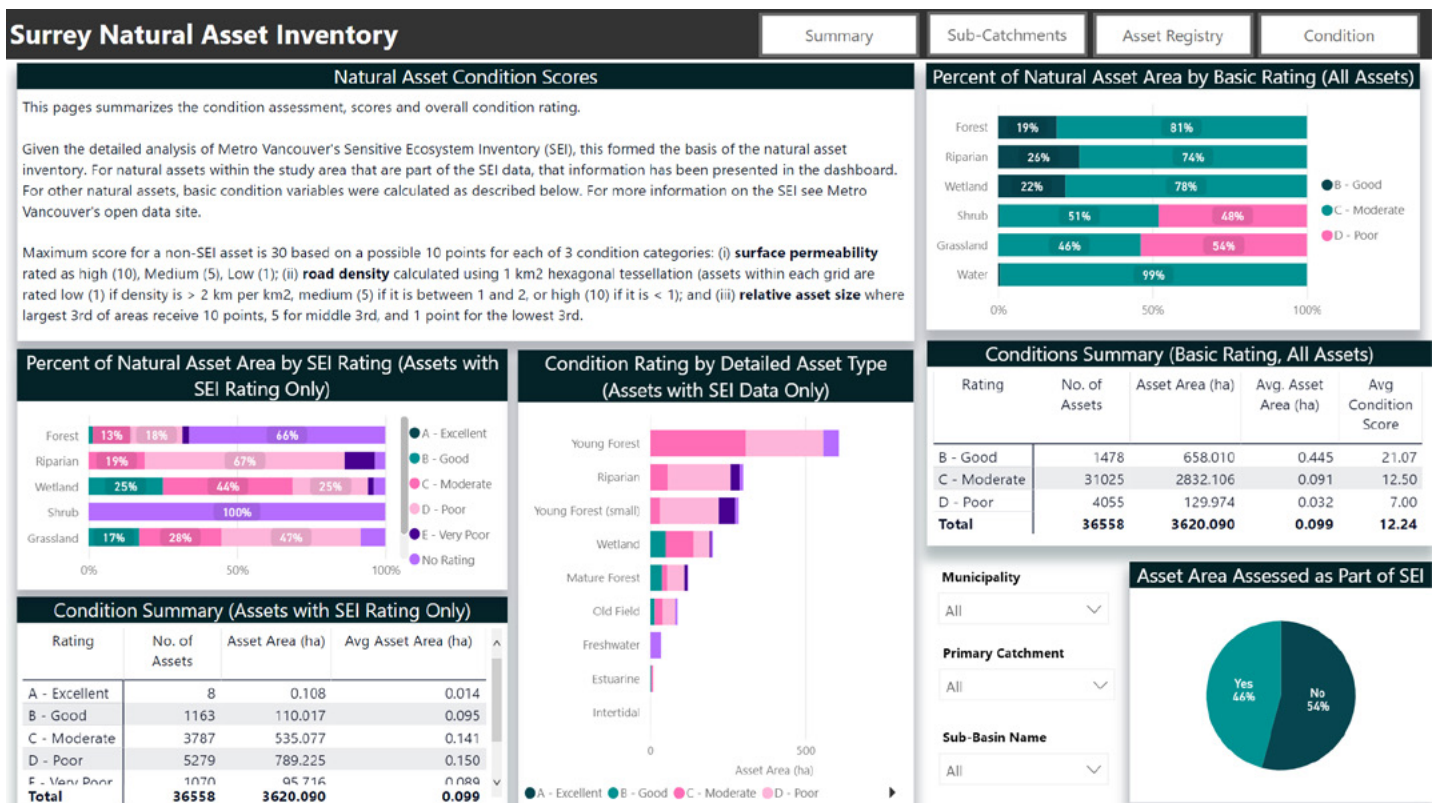 Surrey Natural Asset Inventory
Summary
Sub-Catchments
Asset Registry
Condition
Natural Asset Condition Scores
This pages summarizes the condition assessment, scores and overall condition rating.
Given the detailed analysis of Metro Vancouver's Sensitive Ecosystem Inventory (SEI), this formed the basis of the natural asset
inventory. For natural assets within the study area that are part of the SEI data, that information has been presented in the dashboard.
For other natural assets, basic condition variables were calculated as described below. For more information on the SEI see Metro
Vancouver's open data site.
Maximum score for a non-SEI asset is 30 based on a possible 10 points for each of 3 condition categories: (i) surface permeability
rated as high (10), Medium (5), Low (1); (ii) road density calculated using 1 km2 hexagonal tessellation (assets within each grid are
rated low (1) if density is > 2 km per km2, medium (5) if it is between 1 and 2, or high (10) if it is < 1); and (iii) relative asset size where
largest 3rd of areas receive 10 points, 5 for middle 3rd, and 1 point for the lowest 3rd.
Percent of Natural Asset Area by Basic Rating (All Assets)
Forest 19% 81%
Riparian 26% 74%
Wetland 22% 78%
Shrub 51% 48%
Grassland 46% 54%
Water 99%
0% 50% 100%
B - Good
C - Moderate
D - Poor
Percent of Natural Asset Area by SEI Rating (Assets with
SEI Rating Only)
Forest 13% 18% 66%
Riparian 19% 67%
Wetland 25% 44% 25%
Shrub 100%
Grassland 17% 28% 47%
0% 50% 100%
A - Excellent
B - Good
C - Moderate
D - Poor
E - Very Poor
No Rating
Condition Rating by Detailed Asset Type
(Assets with SEI Data Only)
Young Forest
Riparian
Young Forest (small)
Wetland
Mature Forest
Old Field
Freshwater
Estuarine
Intertidal
0 500
Asset Area (ha)
A - Excellent B - Good C - Moderate D - Poor
Conditions Summary (Basic Rating, All Assets)
Rating No. of Assets Asset Area (ha) Avg. Asset Area (ha) Avg Condition Score
B - Good 1478 658.010 0.445 21.07
C - Moderate 31025 2832.106 0.091 12.50
D - Poor 4055 129.974 0.032 7.00
Total 36558 3620.090 0.099 12.24
Condition Summary (Assets with SEI Rating Only)
Rating No. of Assets Asset Area (ha) Avg Asset Area (ha)
A - Excellent 8 0.108 0.014
B - Good 1163 110.017 0.095
C - Moderate 3787 535.077 0.141
D - Poor 5279 789.225 0.150
E - Very Poor 1070 95.716 0.089
Total 36558 3620.090 0.099
Municipality
All
Primary Catchment
All
Sub-Basin Name
All
Asset Area Assessed as Part of SEI
Yes
46%
No
54%